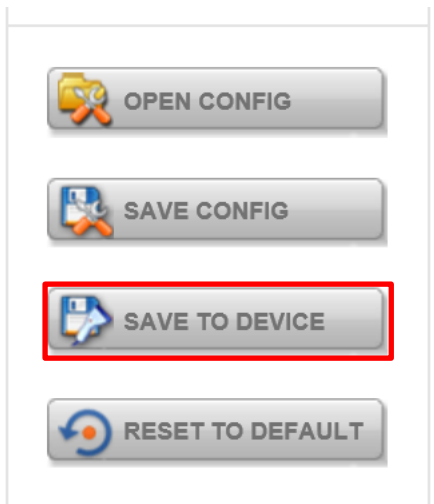 OPEN CONFIG
SAVE CONFIG
SAVE TO DEVICE
RESET TO DEFAULT